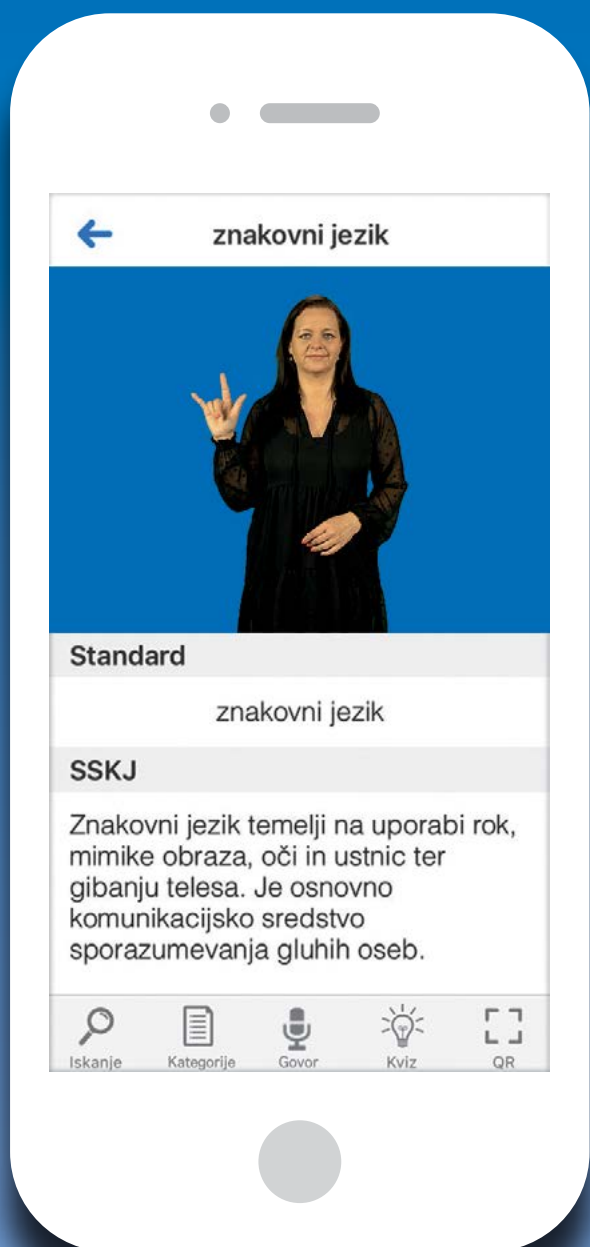 znakovni jezik
Standard
znakovni jezik
SSKJ
Znakovni jezik temelji na uporabi rok,
mimike obraza, oči in ustnic ter
gibanju telesa. Je osnovno
komunikacijsko sredstvo
sporazumevanja gluhih oseb.
Iskanje Kategorije Govor Kviz QR